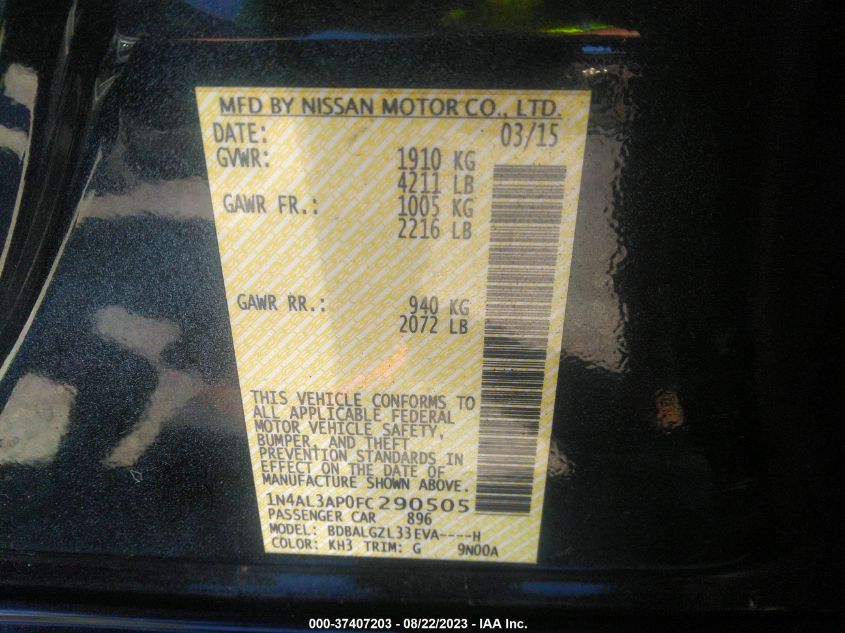 MFD BY NISSAN MOTOR CO., LTD.
DATE: 03/15
GVWR: 1910 KG
4211 LB
GAWR FR.: 1005 KG
2216 LB
GAWR RR.: 940 KG
2072 LB
THIS VEHICLE CONFORMS TO
ALL APPLICABLE FEDERAL
MOTOR VEHICLE SAFETY,
BUMPER, AND THEFT
PREVENTION STANDARDS IN
EFFECT ON THE DATE OF
MANUFACTURE SHOWN ABOVE.
1N4AL3AP0FC290505
PASSENGER CAR 896
MODEL: BDBALGZL33EVA----H
COLOR: KH3 TRIM: G 9N00A
000-37407203 - 08/22/2023 - IAA Inc.